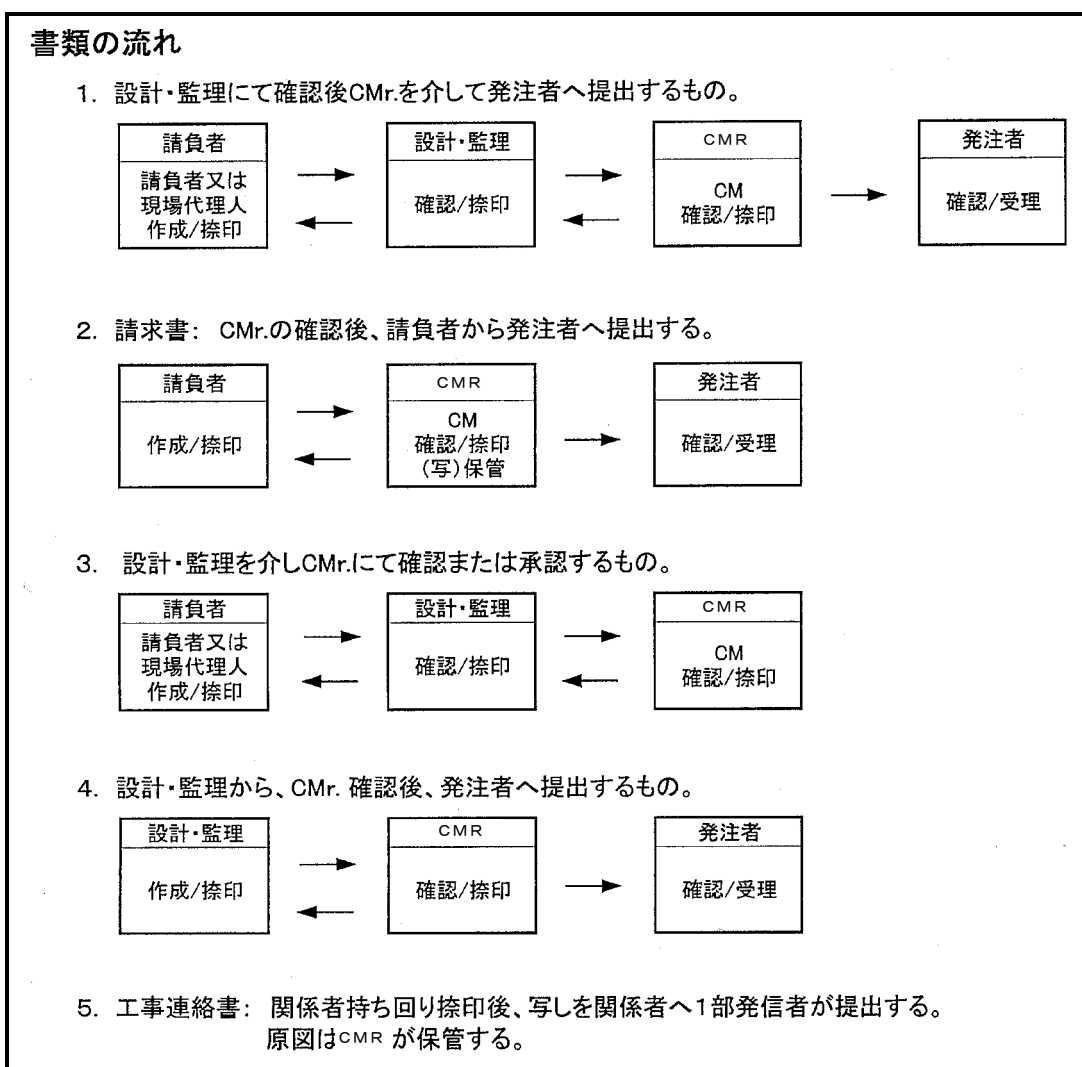 書類の流れ
1. 設計・監理にて確認後CMr.を介して発注者へ提出するもの。
請負者
請負者又は
現場代理人
作成/捺印
設計・監理
確認/捺印
CMR
CM
確認/捺印
発注者
確認/受理
2. 請求書: CMr.の確認後、請負者から発注者へ提出する。
請負者
作成/捺印
CMR
CM
確認/捺印
(写)保管
発注者
確認/受理
3. 設計・監理を介しCMr.にて確認または承認するもの。
請負者
請負者又は
現場代理人
作成/捺印
設計・監理
確認/捺印
CMR
CM
確認/捺印
4. 設計・監理から、CMr. 確認後、発注者へ提出するもの。
設計・監理
作成/捺印
CMR
確認/捺印
発注者
確認/受理
5. 工事連絡書: 関係者持ち回り捺印後、写しを関係者へ1部発信者が提出する。
原図はCMR が保管する。